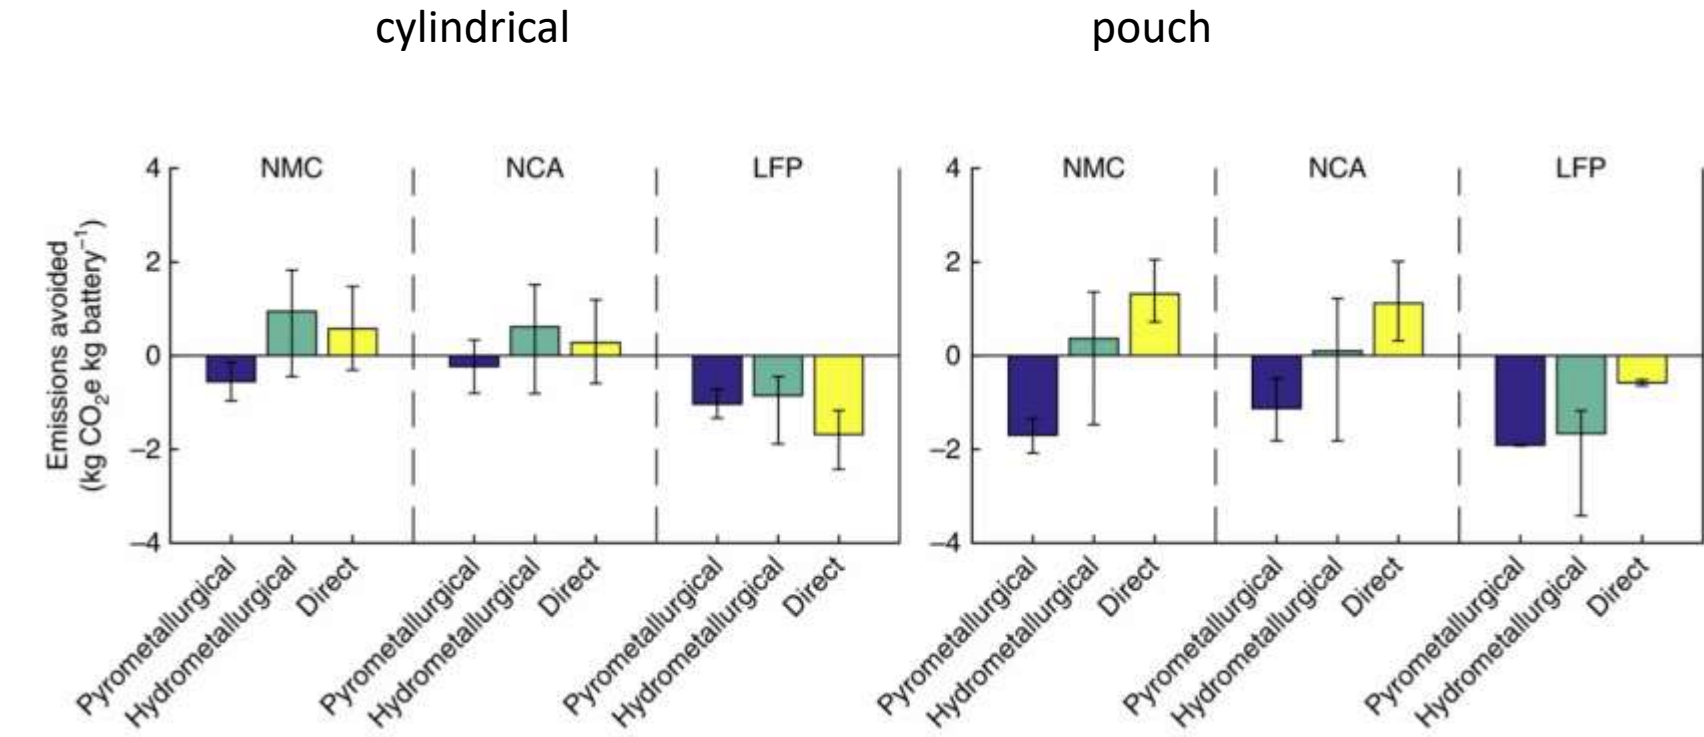 cylindrical
pouch
NMC
NCA
LFP
NMC
NCA
LFP
Emissions avoided
(kg CO₂e kg battery⁻¹)
4
2
0
–2
–4
4
2
0
–2
–4
Pyrometallurgical
Hydrometallurgical
Direct
Pyrometallurgical
Hydrometallurgical
Direct
Pyrometallurgical
Hydrometallurgical
Direct
Pyrometallurgical
Hydrometallurgical
Direct
Pyrometallurgical
Hydrometallurgical
Direct
Pyrometallurgical
Hydrometallurgical
Direct